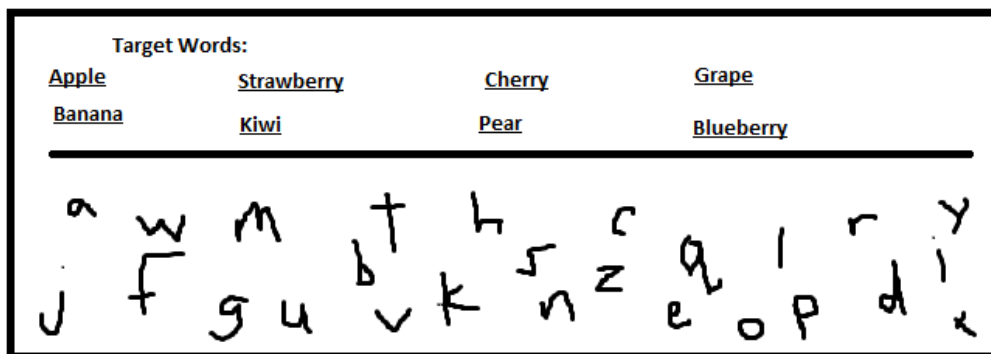 Target Words:
Apple Strawberry Cherry Grape
Banana Kiwi Pear Blueberry
a w m t h c r y
j f g u b v k s n z q e l o p d i x